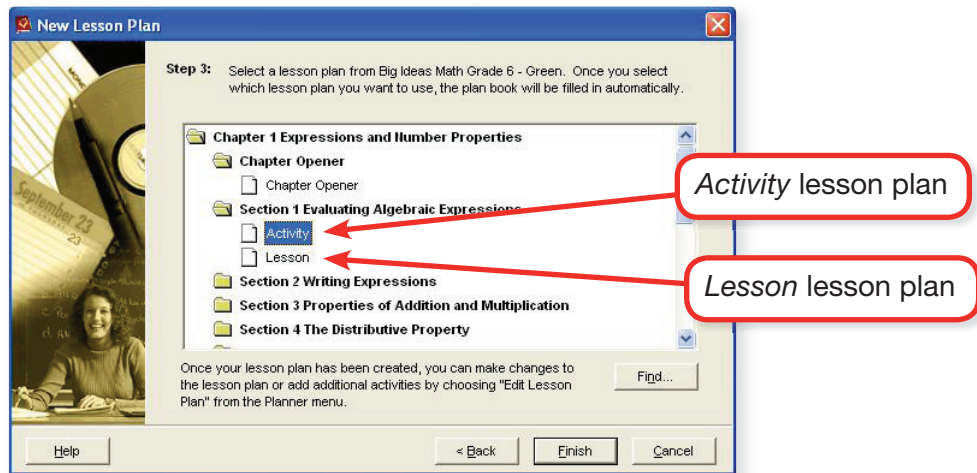 New Lesson Plan
Step 3: Select a lesson plan from Big Ideas Math Grade 6 - Green. Once you select
which lesson plan you want to use, the plan book will be filled in automatically.
Chapter 1 Expressions and Number Properties
Chapter Opener
Chapter Opener
Section 1 Evaluating Algebraic Expressions
Activity
Lesson
Section 2 Writing Expressions
Section 3 Properties of Addition and Multiplication
Section 4 The Distributive Property
Activity lesson plan
Lesson lesson plan
Once your lesson plan has been created, you can make changes to
the lesson plan or add additional activities by choosing "Edit Lesson
Plan" from the Planner menu.
Find...
Help
< Back
Finish
Cancel
September 23
23